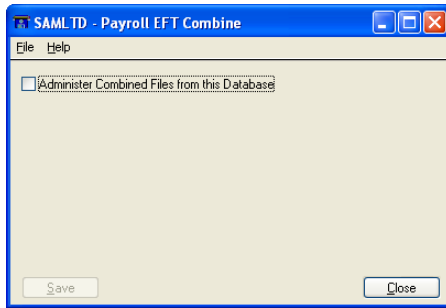 SAMLTD - Payroll EFT Combine
File Help
Administer Combined Files from this Database
Save
Close